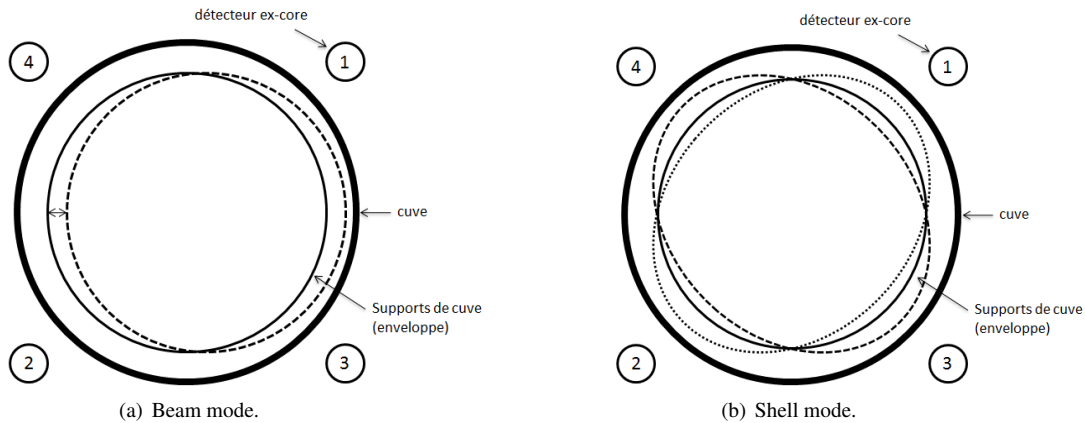 détecteur ex-core
4
1
cuve
Supports de cuve
(enveloppe)
2
3
(a) Beam mode.
détecteur ex-core
4
1
cuve
Supports de cuve
(enveloppe)
2
3
(b) Shell mode.